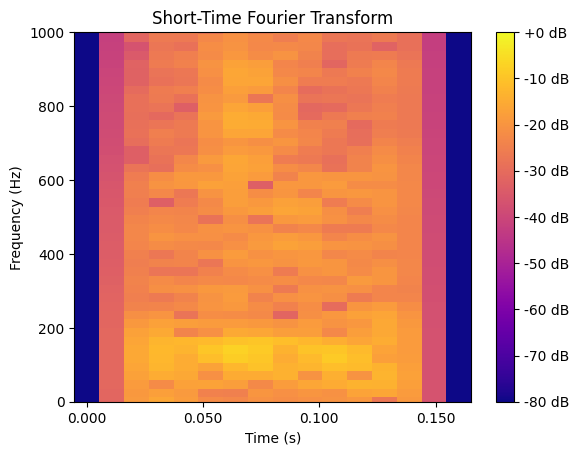 Short-Time Fourier Transform
Frequency (Hz)
1000
800
600
400
200
0
0.000
0.050
0.100
0.150
Time (s)
+0 dB
-10 dB
-20 dB
-30 dB
-40 dB
-50 dB
-60 dB
-70 dB
-80 dB